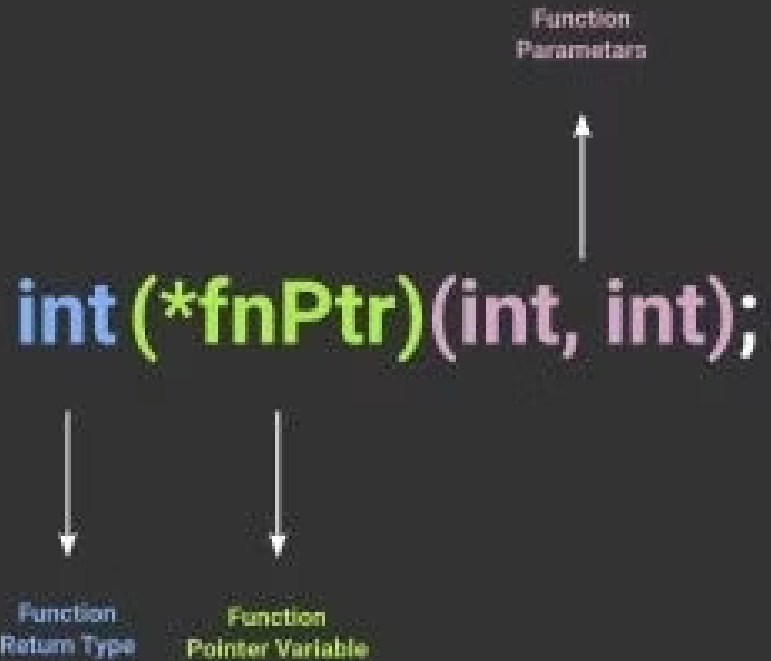 Function
Parametars
int (*fnPtr)(int, int);
Function
Return Type
Function
Pointer Variable